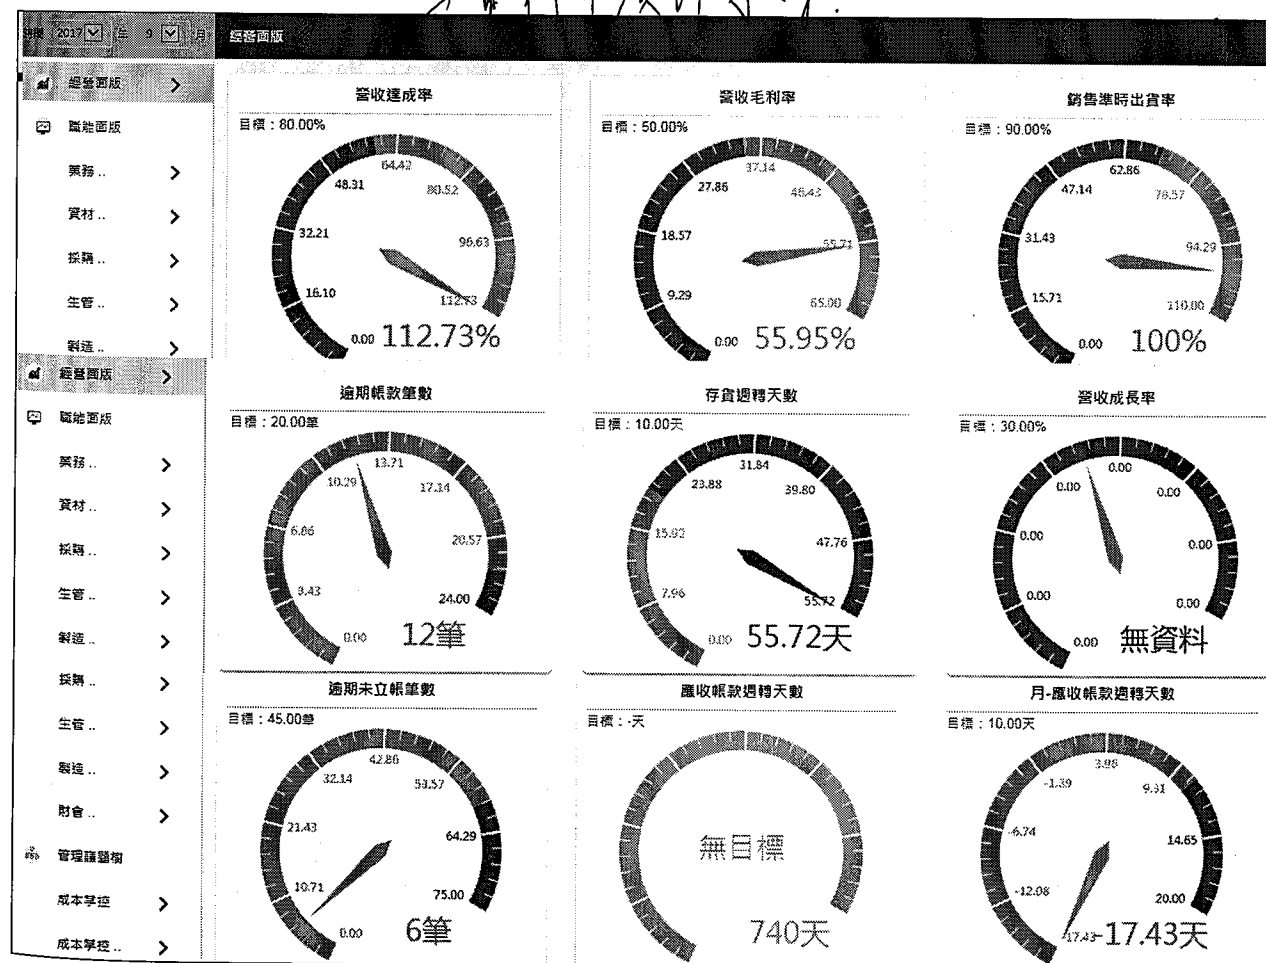 2017 年 9 月
經營面版
經營面版
職能面版
業務 ..
資材 ..
採購 ..
生管 ..
製造 ..
經營面版
職能面版
業務 ..
資材 ..
採購 ..
生管 ..
製造 ..
採購 ..
生管 ..
製造 ..
財會 ..
管理議題樹
成本掌控
成本掌控 ..
營收達成率
目標：80.00%
0.00
16.10
32.21
48.31
64.42
80.52
96.63
112.73
112.73%
營收毛利率
目標：50.00%
0.00
9.29
18.57
27.86
37.14
46.43
55.71
65.00
55.95%
銷售準時出貨率
目標：90.00%
0.00
15.71
31.43
47.14
62.86
78.57
94.29
110.00
100%
逾期帳款筆數
目標：20.00筆
0.00
3.43
6.86
10.29
13.71
17.14
20.57
24.00
12筆
存貨週轉天數
目標：10.00天
0.00
7.96
15.92
23.88
31.84
39.80
47.76
55.72
55.72天
營收成長率
目標：30.00%
0.00
0.00
0.00
0.00
0.00
0.00
0.00
0.00
無資料
逾期未立帳筆數
目標：45.00筆
0.00
10.71
21.43
32.14
42.86
53.57
64.29
75.00
6筆
應收帳款週轉天數
目標：-天
無目標
740天
月-應收帳款週轉天數
目標：10.00天
-17.43
-12.08
-6.74
-1.39
3.96
9.31
14.65
20.00
-17.43天